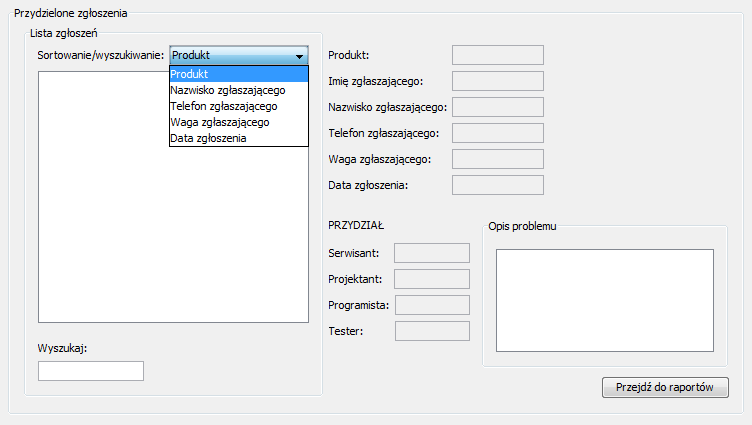 Przydzielone zgłoszenia
Lista zgłoszeń
Sortowanie/wyszukiwanie: Produkt
Produkt
Nazwisko zgłaszającego
Telefon zgłaszającego
Waga zgłaszającego
Data zgłoszenia
Wyszukaj:
Produkt:
Imię zgłaszającego:
Nazwisko zgłaszającego:
Telefon zgłaszającego:
Waga zgłaszającego:
Data zgłoszenia:
PRZYDZIAŁ
Serwisant:
Projektant:
Programista:
Tester:
Opis problemu
Przejdź do raportów